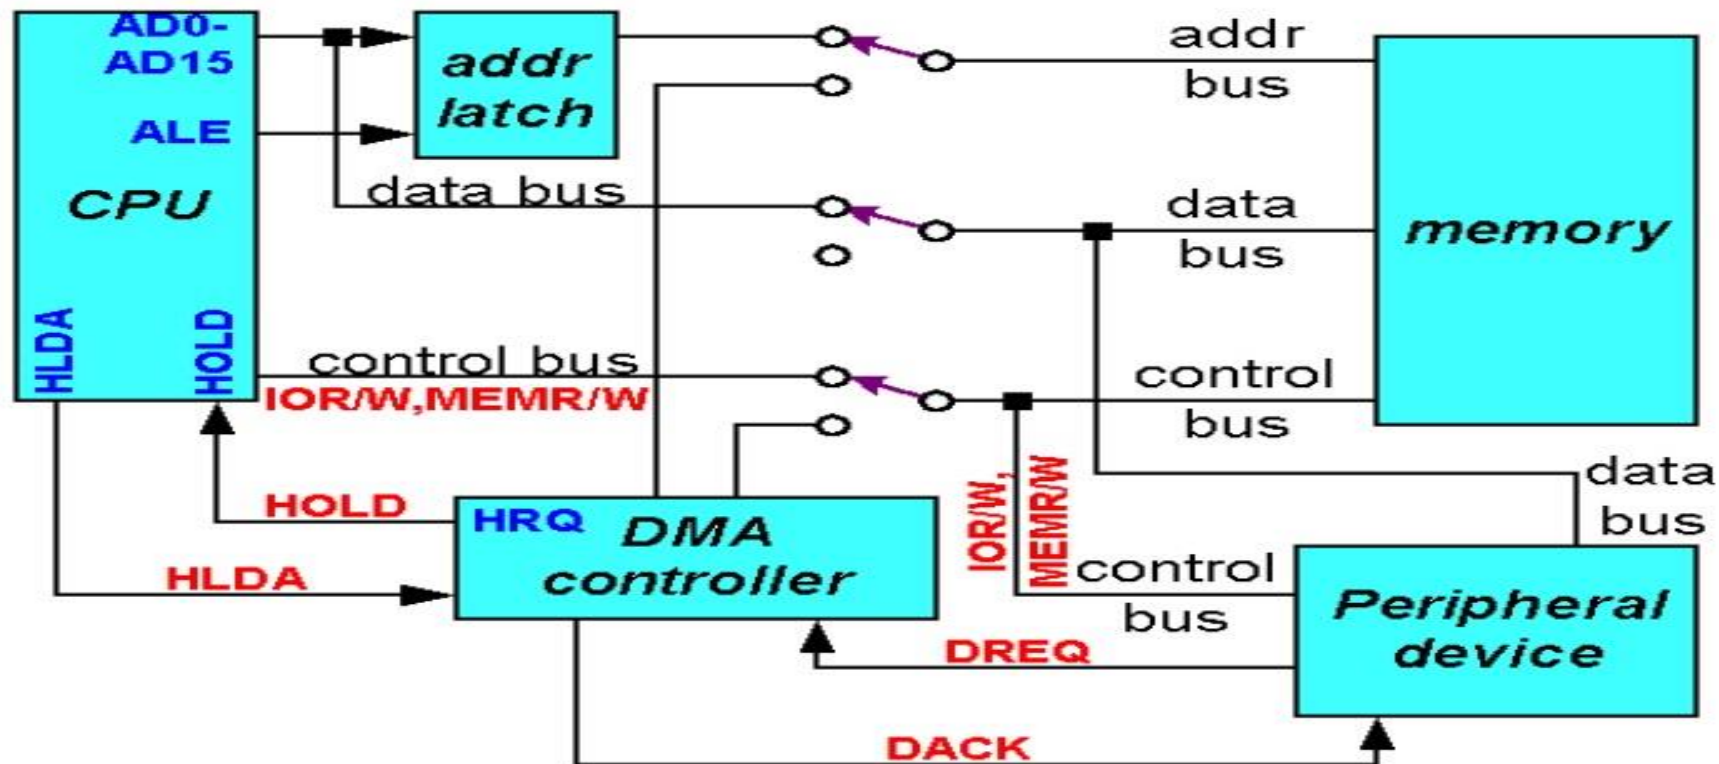 AD0-
AD15
ALE
CPU
HLDA
HOLD
addr
latch
data bus
control bus
IOR/W,MEMR/W
addr
bus
data
bus
control
bus
memory
HOLD
HLDA
HRQ
DMA
controller
IOR/W,
MEMR/W
control
bus
data
bus
Peripheral
device
DREQ
DACK